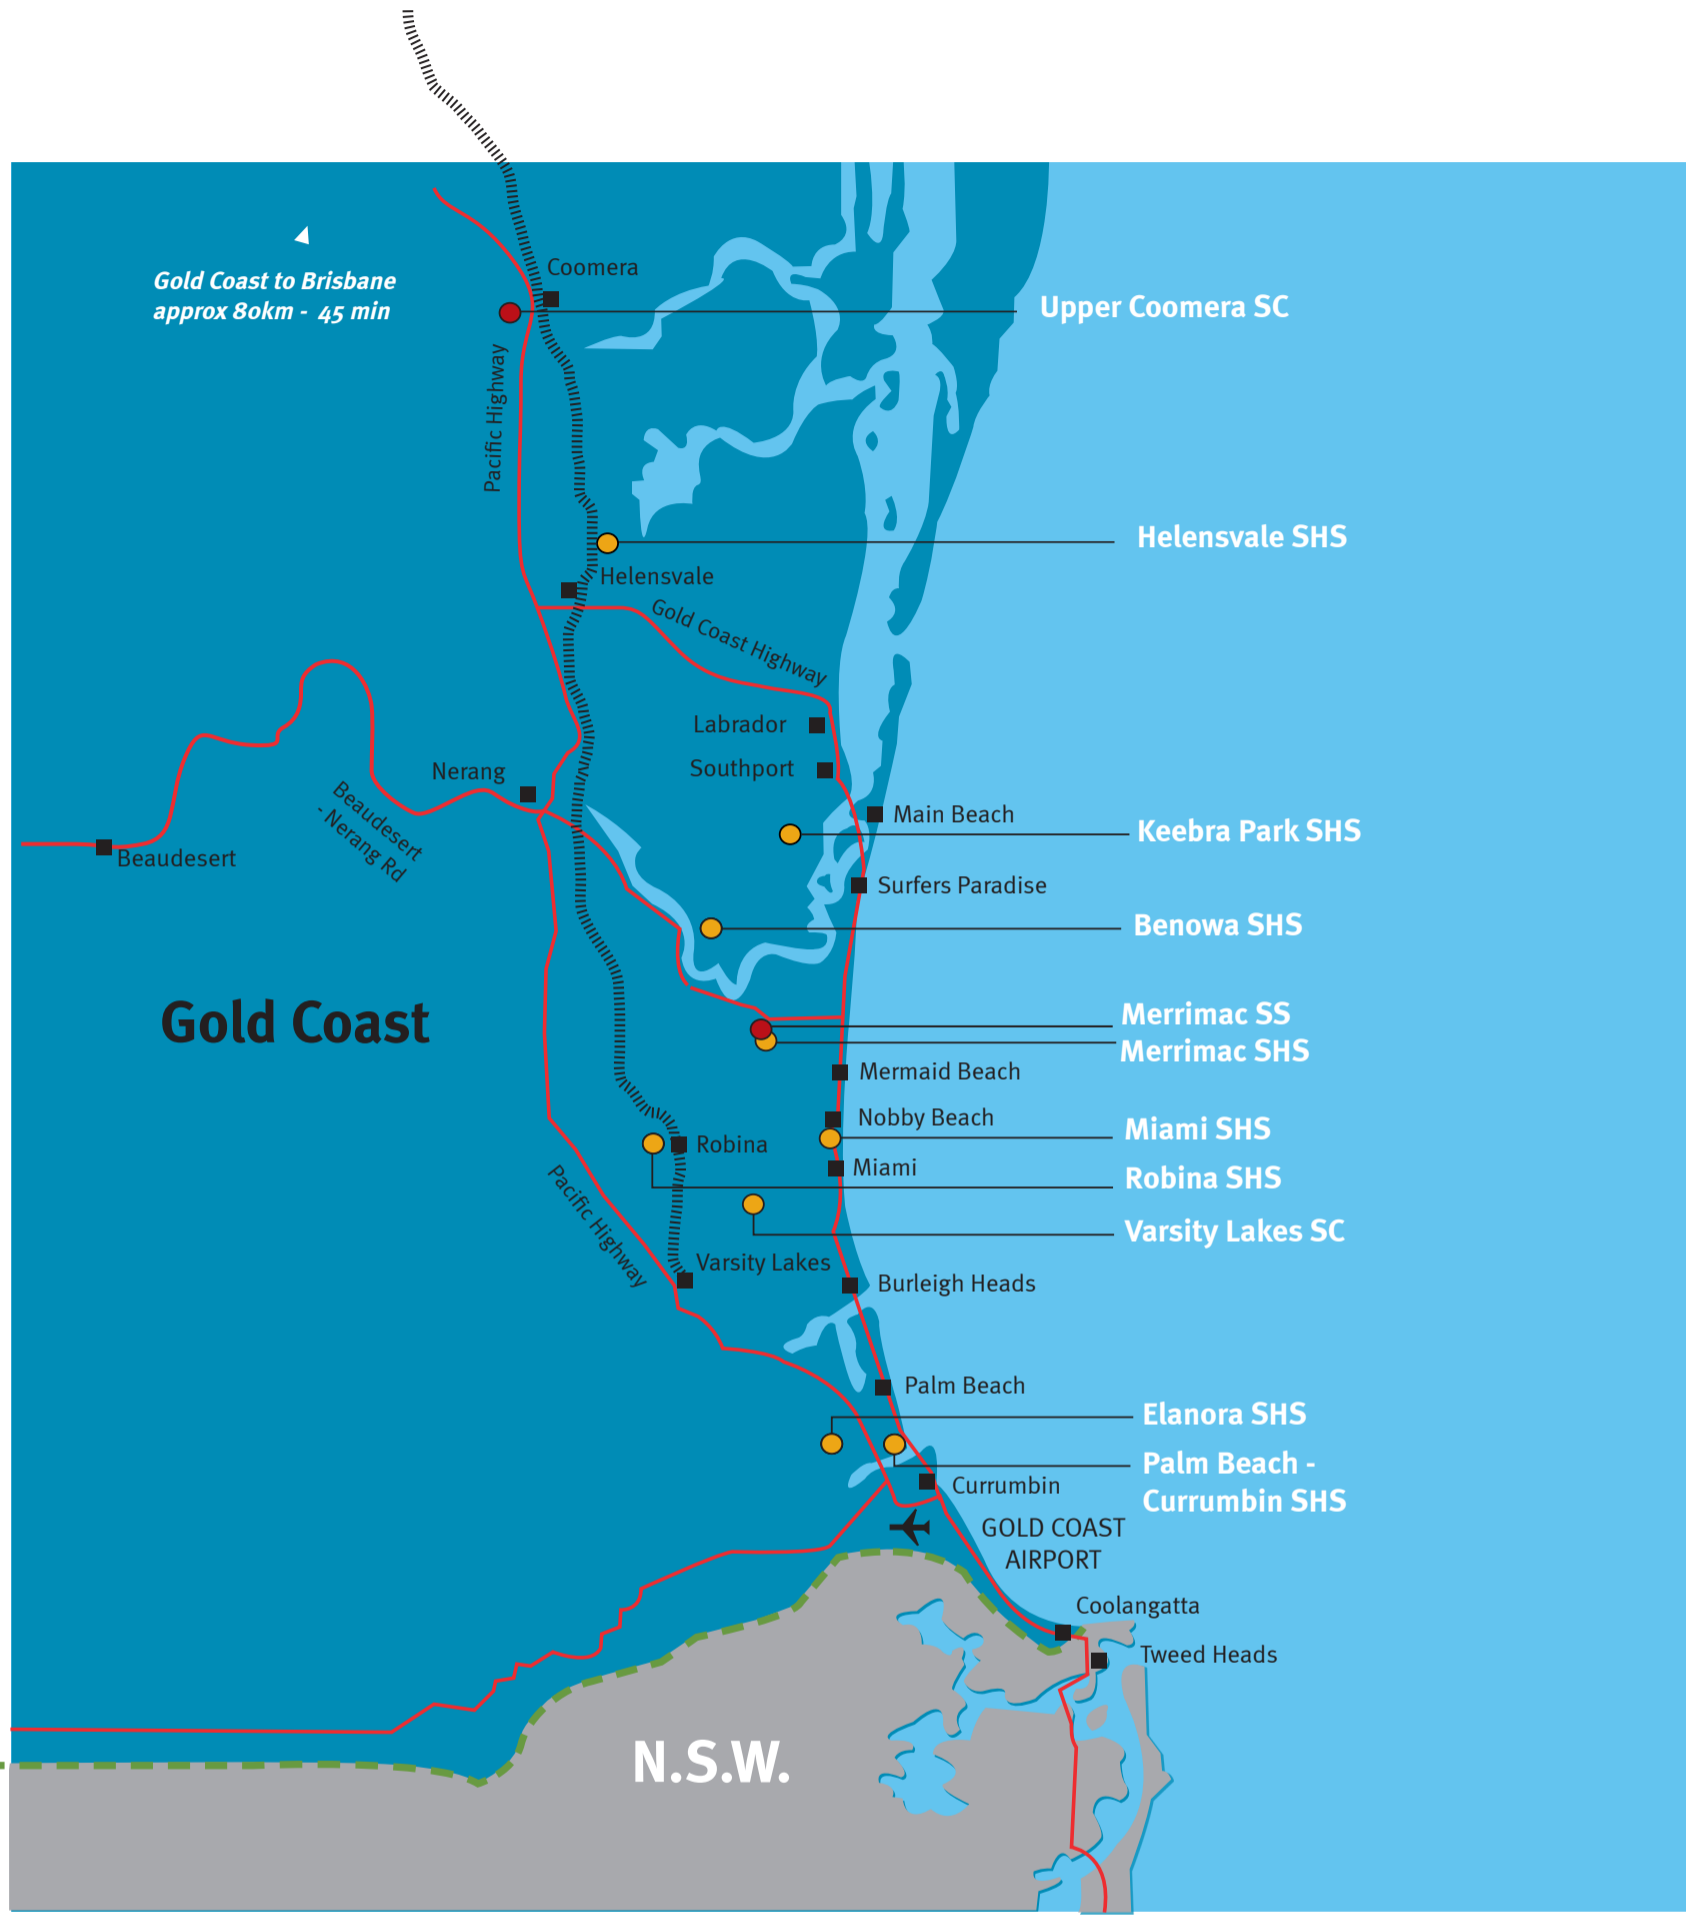 Coomera
Gold Coast to Brisbane
approx 80km - 45 min
Upper Coomera SC
Pacific Highway
Helensvale SHS
Helensvale
Gold Coast Highway
Labrador
Southport
Nerang
Beaudesert
- Nerang Rd
Main Beach
Keebra Park SHS
Beaudesert
Surfers Paradise
Benowa SHS
Gold Coast
Merrimac SS
Merrimac SHS
Mermaid Beach
Nobby Beach
Miami SHS
Robina
Miami
Robina SHS
Pacific Highway
Varsity Lakes SC
Varsity Lakes
Burleigh Heads
Palm Beach
Elanora SHS
Palm Beach -
Currumbin SHS
Currumbin
GOLD COAST
AIRPORT
Coolangatta
Tweed Heads
N.S.W.